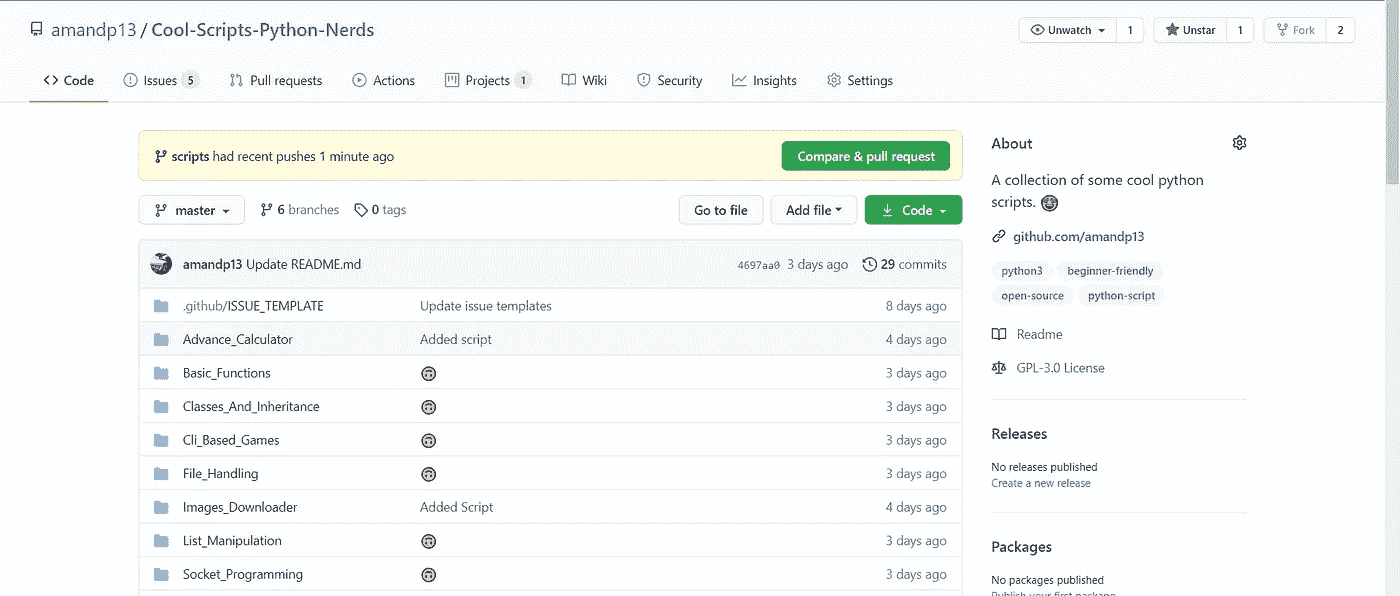 amandp13 / Cool-Scripts-Python-Nerds
Unwatch 1
Unstar 1
Fork 2
Code
Issues 5
Pull requests
Actions
Projects 1
Wiki
Security
Insights
Settings
scripts had recent pushes 1 minute ago
Compare & pull request
master
6 branches
0 tags
Go to file
Add file
Code
amandp13 Update README.md
4697aa0 3 days ago
29 commits
.github/ISSUE_TEMPLATE Update issue templates 8 days ago
Advance_Calculator Added script 4 days ago
Basic_Functions 🙃 3 days ago
Classes_And_Inheritance 🙃 3 days ago
Cli_Based_Games 🙃 3 days ago
File_Handling 🙃 3 days ago
Images_Downloader Added Script 4 days ago
List_Manipulation 🙃 3 days ago
Socket_Programming 🙃 3 days ago
About
A collection of some cool python
scripts.
github.com/amandp13
python3 beginner-friendly
open-source python-script
Readme
GPL-3.0 License
Releases
No releases published
Create a new release
Packages
No packages published
Publish your first package